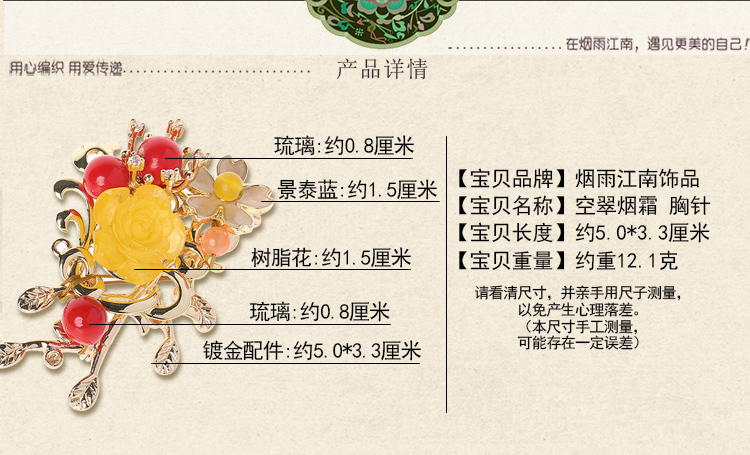 在烟雨江南，遇见更美的自己!
用心编织 用爱传递
产品详情
琉璃:约0.8厘米
景泰蓝:约1.5厘米
树脂花:约1.5厘米
琉璃:约0.8厘米
镀金配件:约5.0*3.3厘米
【宝贝品牌】烟雨江南饰品
【宝贝名称】空翠烟霜 胸针
【宝贝长度】约5.0*3.3厘米
【宝贝重量】约重12.1克
请看清尺寸，并亲手用尺子测量，
以免产生心理落差。
（本尺寸手工测量，
可能存在一定误差）